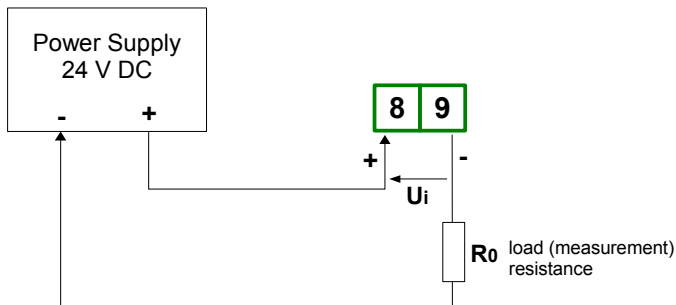 Power Supply
24 V DC
- +
8 9
+ -
Ui
R0 load (measurement)
resistance